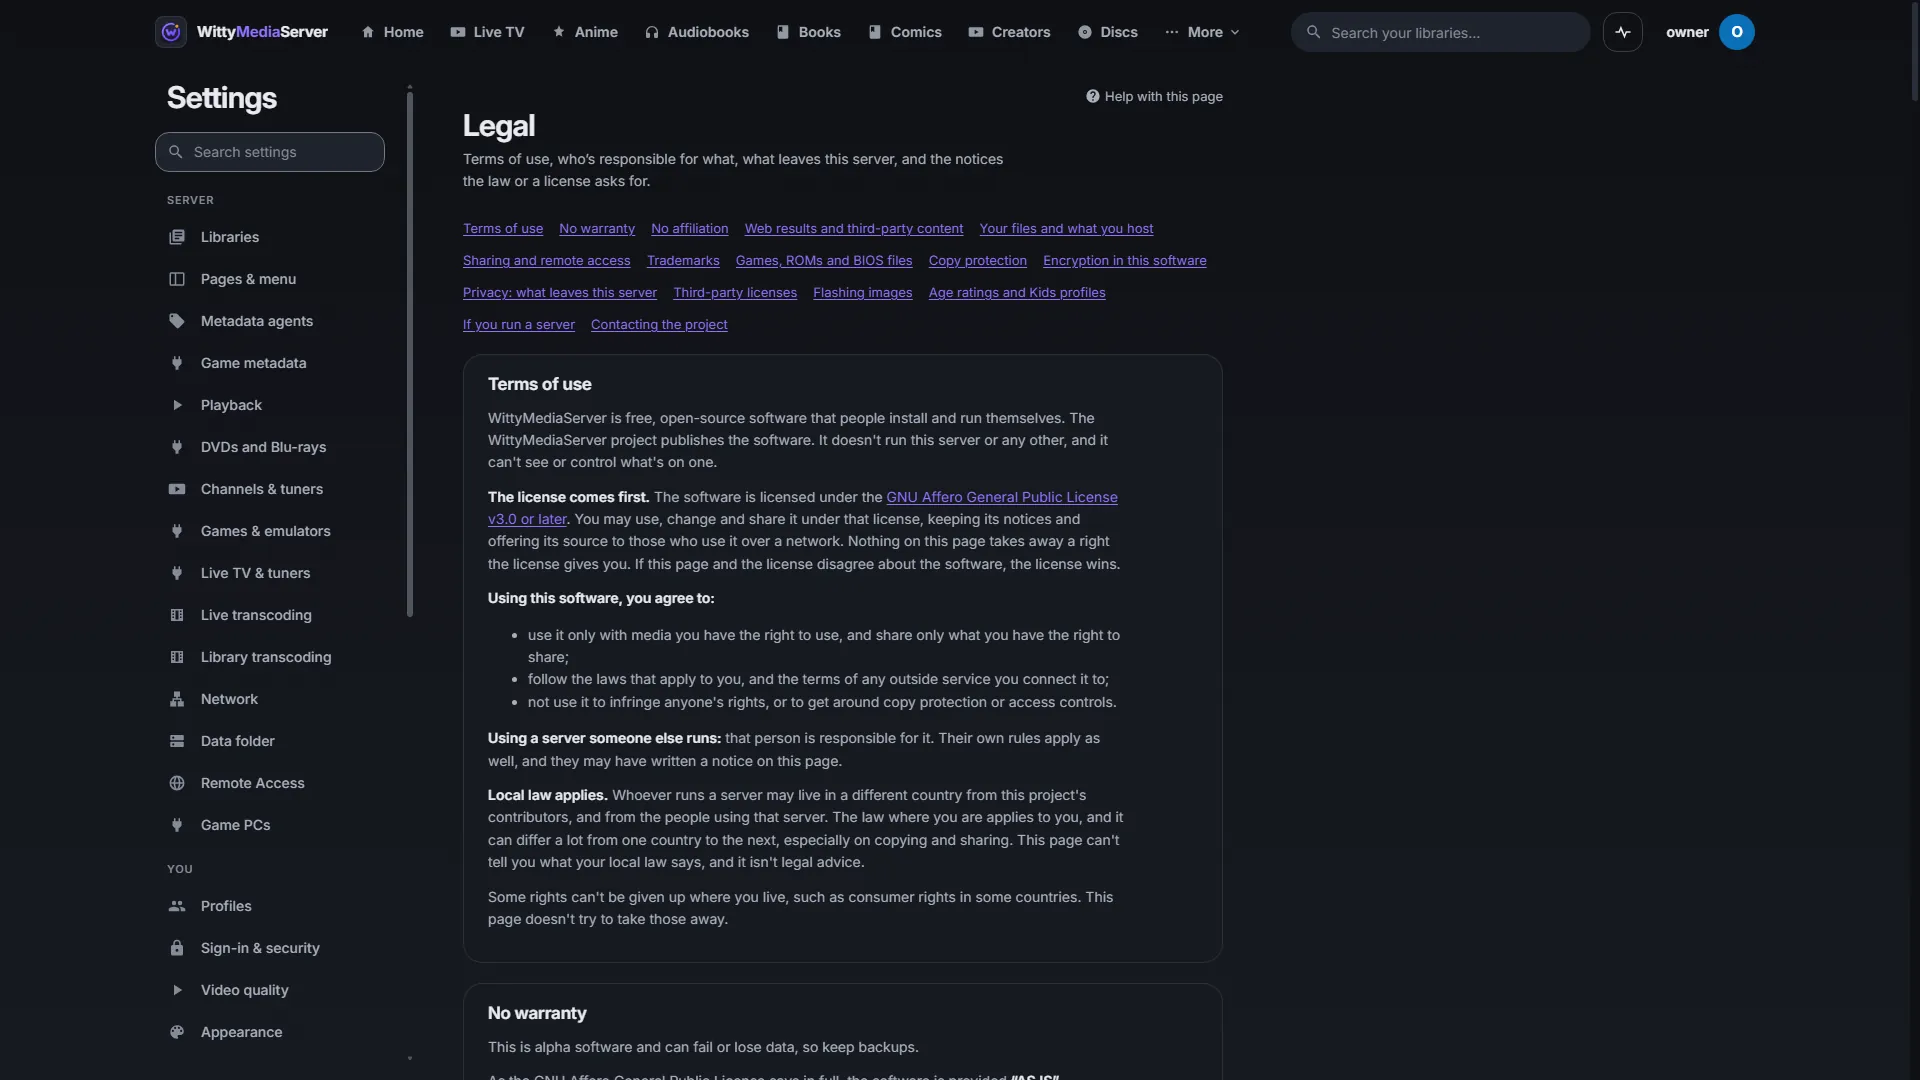 WittyMediaServer
Home
Live TV
Anime
Audiobooks
Books
Comics
Creators
Discs
More
Search your libraries...
owner
O
Settings
Search settings
SERVER
Libraries
Pages & menu
Metadata agents
Game metadata
Playback
DVDs and Blu-rays
Channels & tuners
Games & emulators
Live TV & tuners
Live transcoding
Library transcoding
Network
Data folder
Remote Access
Game PCs
YOU
Profiles
Sign-in & security
Video quality
Appearance
Help with this page
Legal
Terms of use, who's responsible for what, what leaves this server, and the notices
the law or a license asks for.
Terms of use No warranty No affiliation Web results and third-party content Your files and what you host
Sharing and remote access Trademarks Games, ROMs and BIOS files Copy protection Encryption in this software
Privacy: what leaves this server Third-party licenses Flashing images Age ratings and Kids profiles
If you run a server Contacting the project
Terms of use
WittyMediaServer is free, open-source software that people install and run themselves. The
WittyMediaServer project publishes the software. It doesn't run this server or any other, and it
can't see or control what's on one.
The license comes first. The software is licensed under the GNU Affero General Public License
v3.0 or later. You may use, change and share it under that license, keeping its notices and
offering its source to those who use it over a network. Nothing on this page takes away a right
the license gives you. If this page and the license disagree about the software, the license wins.
Using this software, you agree to:
• use it only with media you have the right to use, and share only what you have the right to
share;
• follow the laws that apply to you, and the terms of any outside service you connect it to;
• not use it to infringe anyone's rights, or to get around copy protection or access controls.
Using a server someone else runs: that person is responsible for it. Their own rules apply as
well, and they may have written a notice on this page.
Local law applies. Whoever runs a server may live in a different country from this project's
contributors, and from the people using that server. The law where you are applies to you, and it
can differ a lot from one country to the next, especially on copying and sharing. This page can't
tell you what your local law says, and it isn't legal advice.
Some rights can't be given up where you live, such as consumer rights in some countries. This
page doesn't try to take those away.
No warranty
This is alpha software and can fail or lose data, so keep backups.
As the GNU Affero General Public License says in full, the software is provided "AS IS"